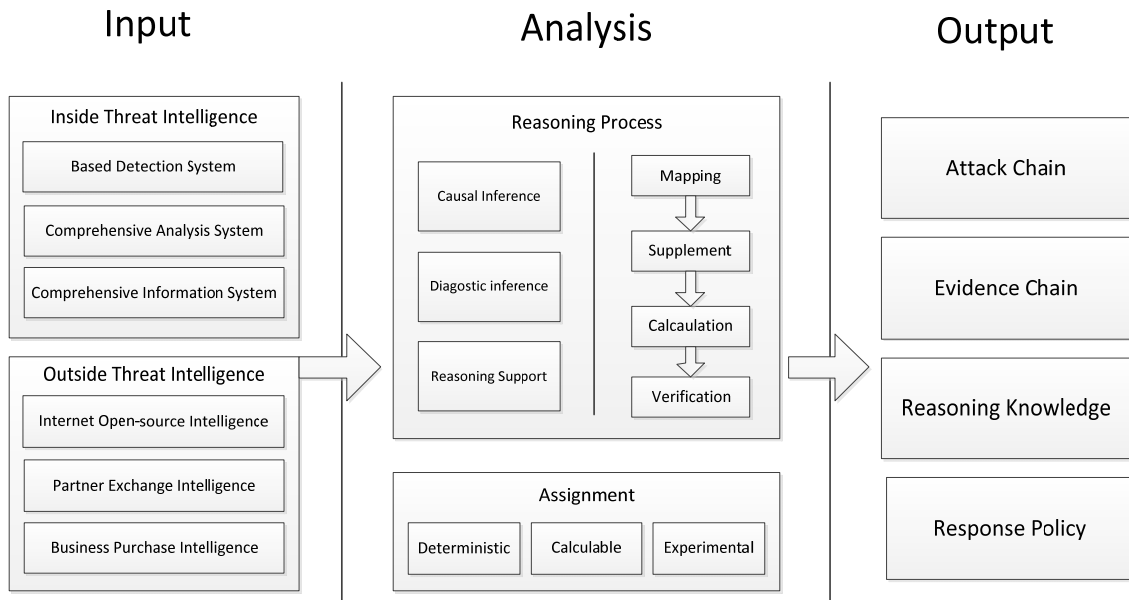 Input
Analysis
Output
Inside Threat Intelligence
Based Detection System
Comprehensive Analysis System
Comprehensive Information System
Outside Threat Intelligence
Internet Open-source Intelligence
Partner Exchange Intelligence
Business Purchase Intelligence
Reasoning Process
Causal Inference
Diagostic inference
Reasoning Support
Mapping
Supplement
Calcaulation
Verification
Assignment
Deterministic
Calculable
Experimental
Attack Chain
Evidence Chain
Reasoning Knowledge
Response Policy